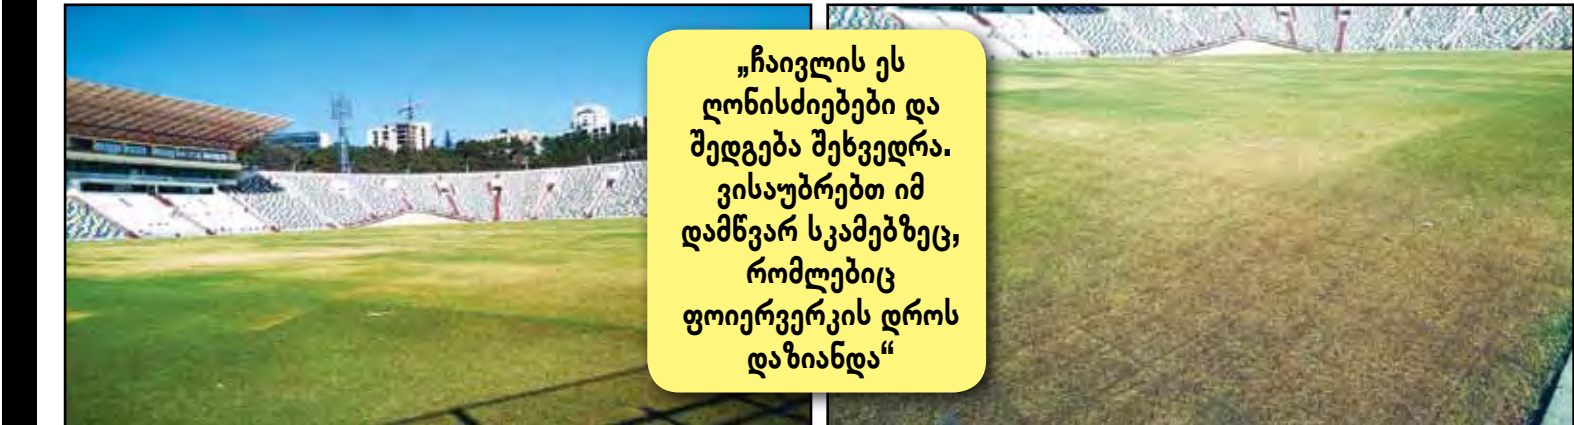 „ჩაივლის ეს
ღონისძიებები და
შედგება შეხვედრა.
ვისაუბრებთ იმ
დამწვარ სკამებზეც,
რომლებიც
ფოიერვერკის დროს
დაზიანდა“